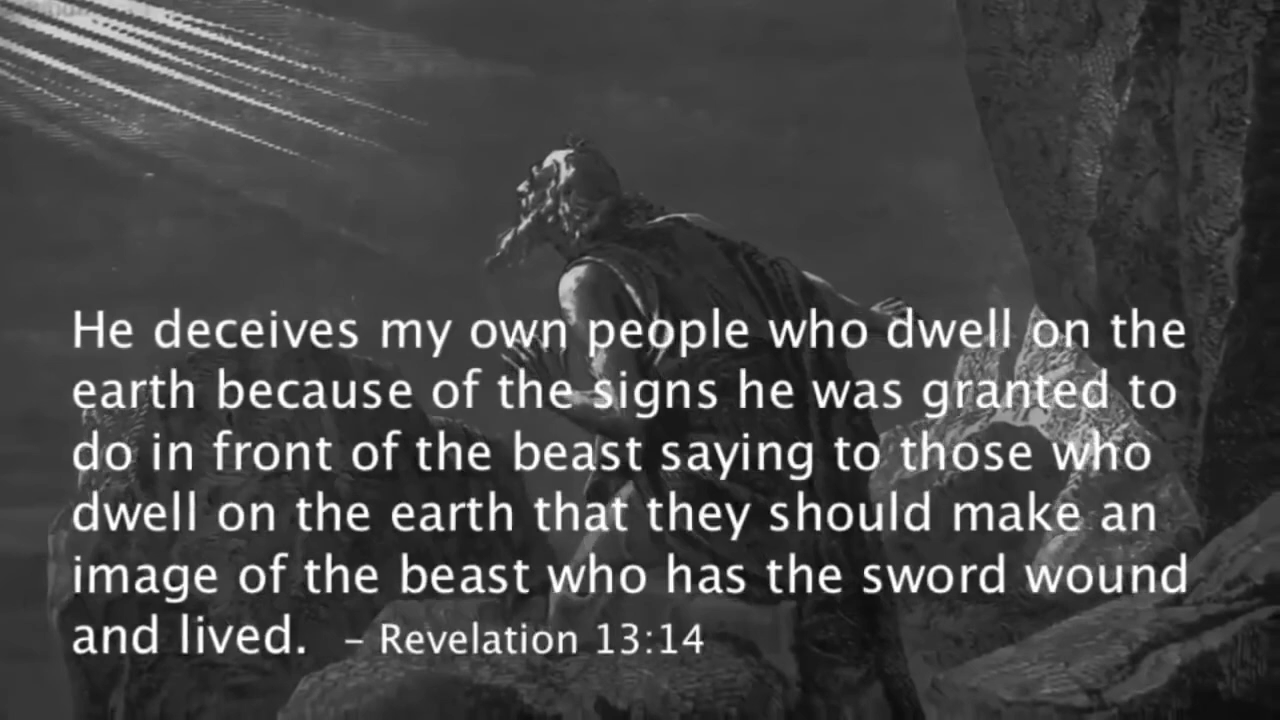 He deceives my own people who dwell on the
earth because of the signs he was granted to
do in front of the beast saying to those who
dwell on the earth that they should make an
image of the beast who has the sword wound
and lived. – Revelation 13:14